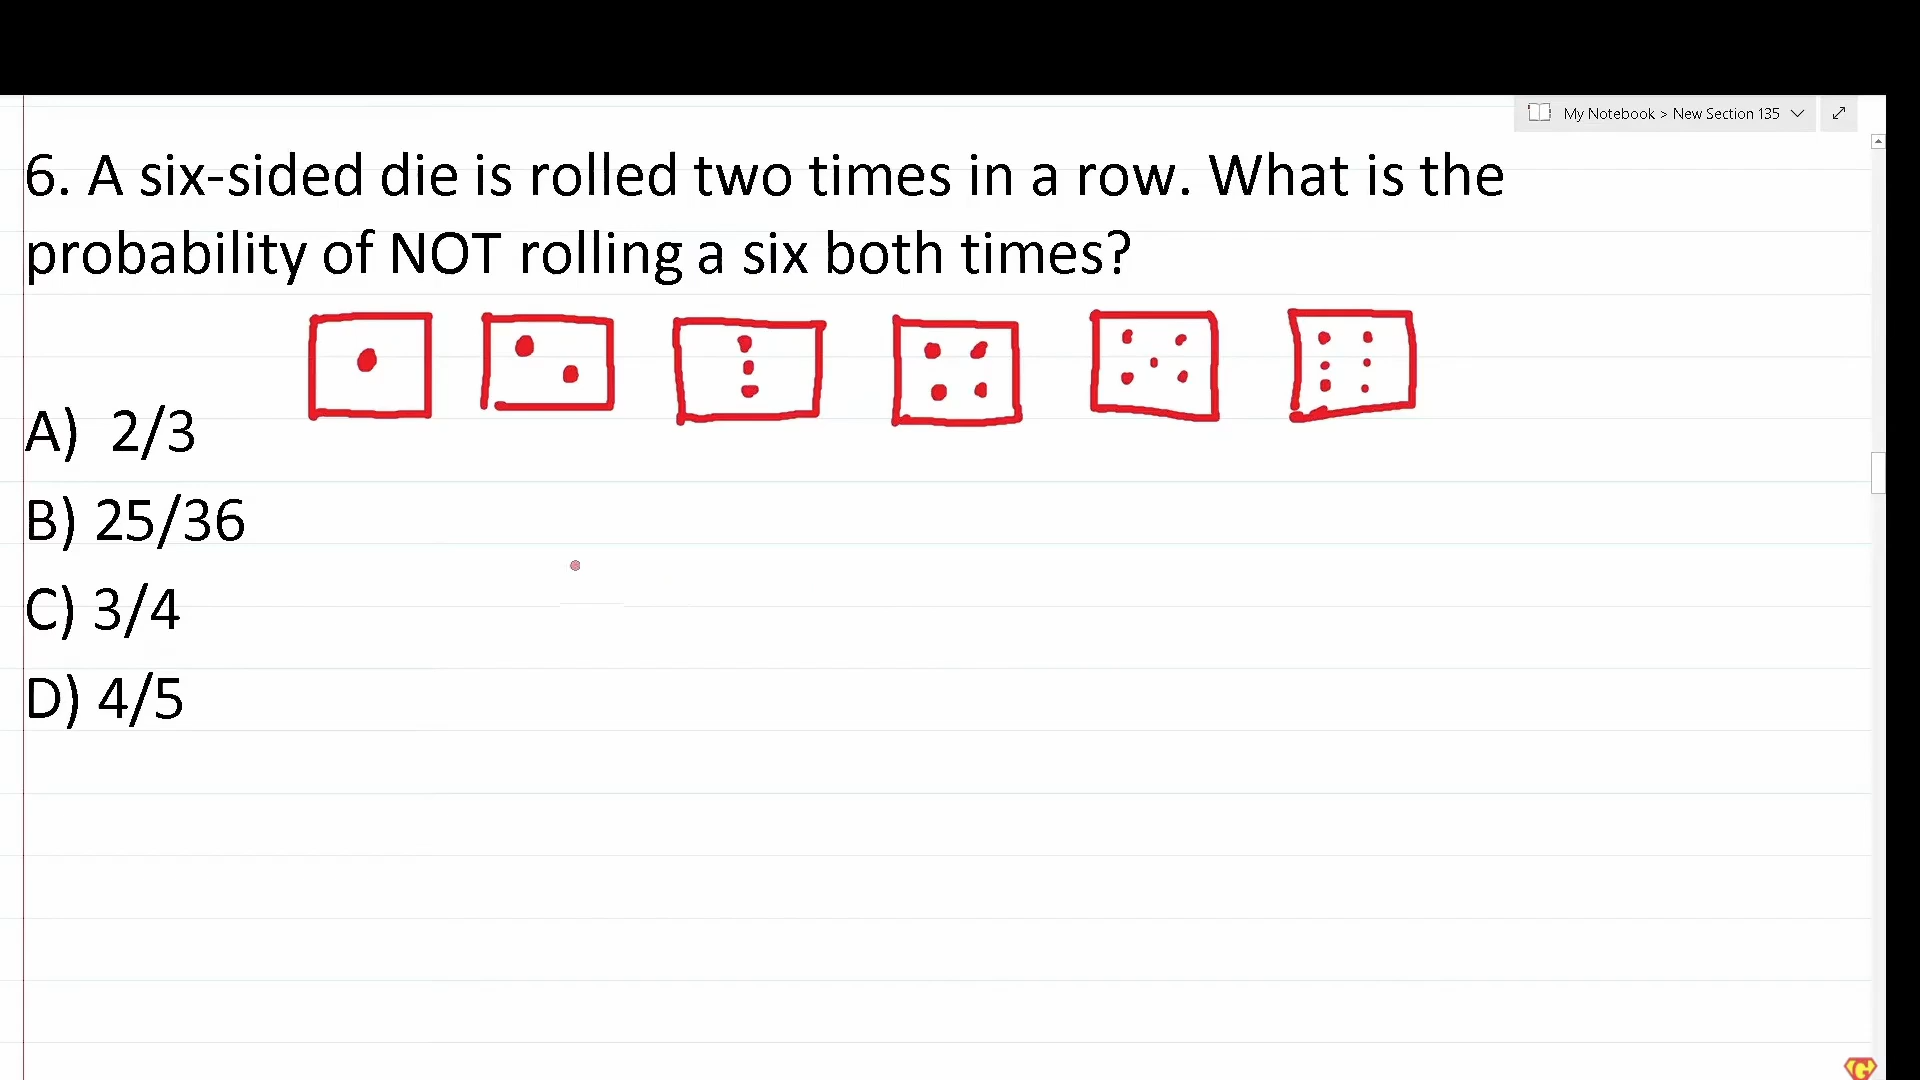 My Notebook > New Section 135
6. A six-sided die is rolled two times in a row. What is the
probability of NOT rolling a six both times?
A) 2/3
B) 25/36
C) 3/4
D) 4/5
G